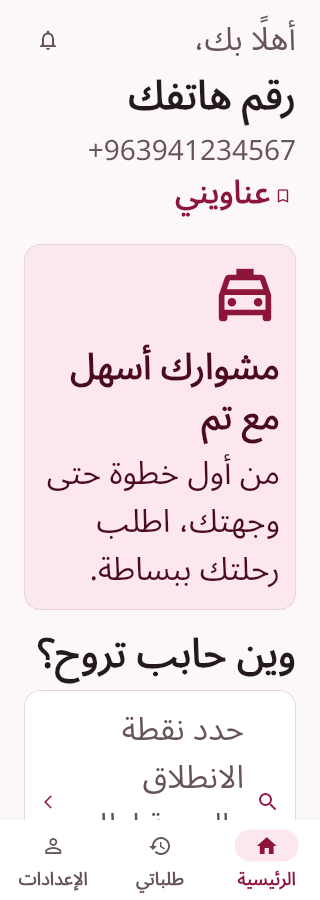 أهلًا بك،
رقم هاتفك
+963941234567
عناويني
مشوارك أسهل
مع تم
من أول خطوة حتى
وجهتك، اطلب
رحلتك ببساطة.
وين حابب تروح؟
حدد نقطة
الانطلاق
الرئيسية
طلباتي
الإعدادات